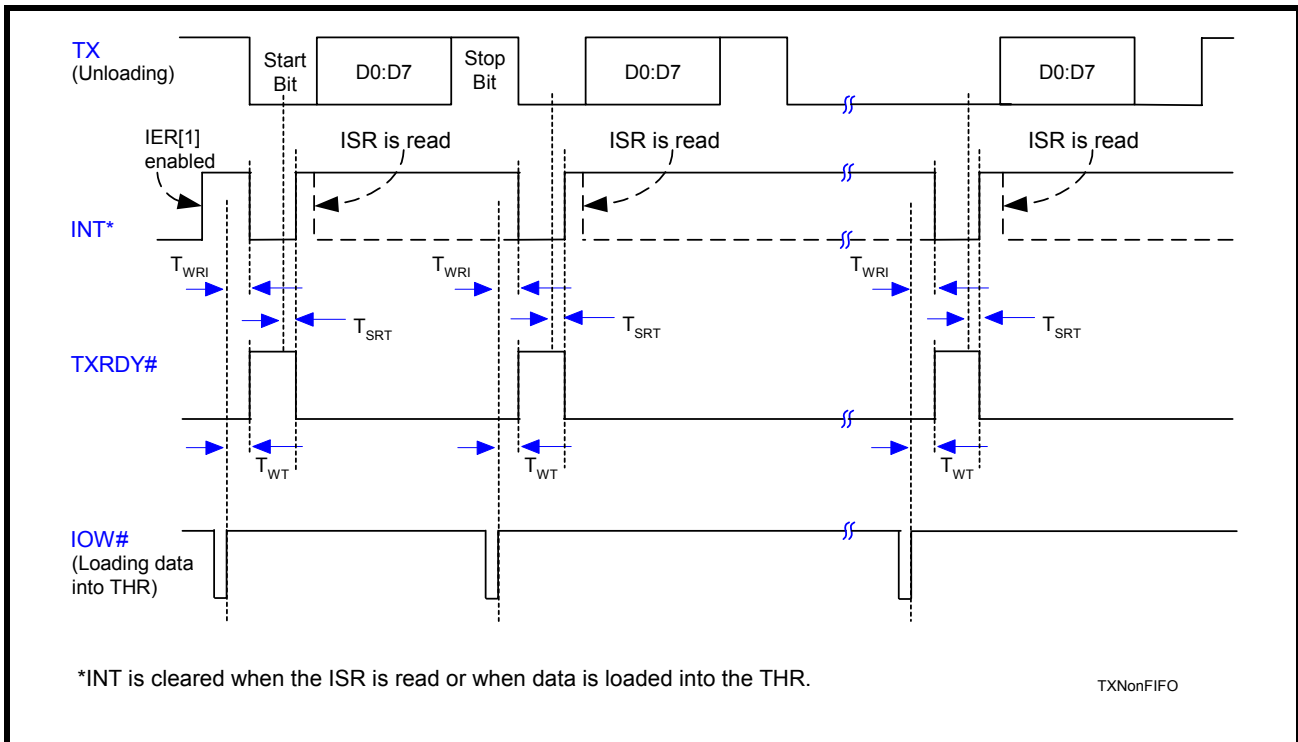 TX
(Unloading)
Start
Bit
D0:D7
Stop
Bit
D0:D7
D0:D7
IER[1]
enabled
ISR is read
ISR is read
ISR is read
INT*
TWRI
TWRI
TWRI
TSRT
TSRT
TSRT
TXRDY#
TWT
TWT
TWT
IOW#
(Loading data
into THR)
*INT is cleared when the ISR is read or when data is loaded into the THR.
TXNonFIFO